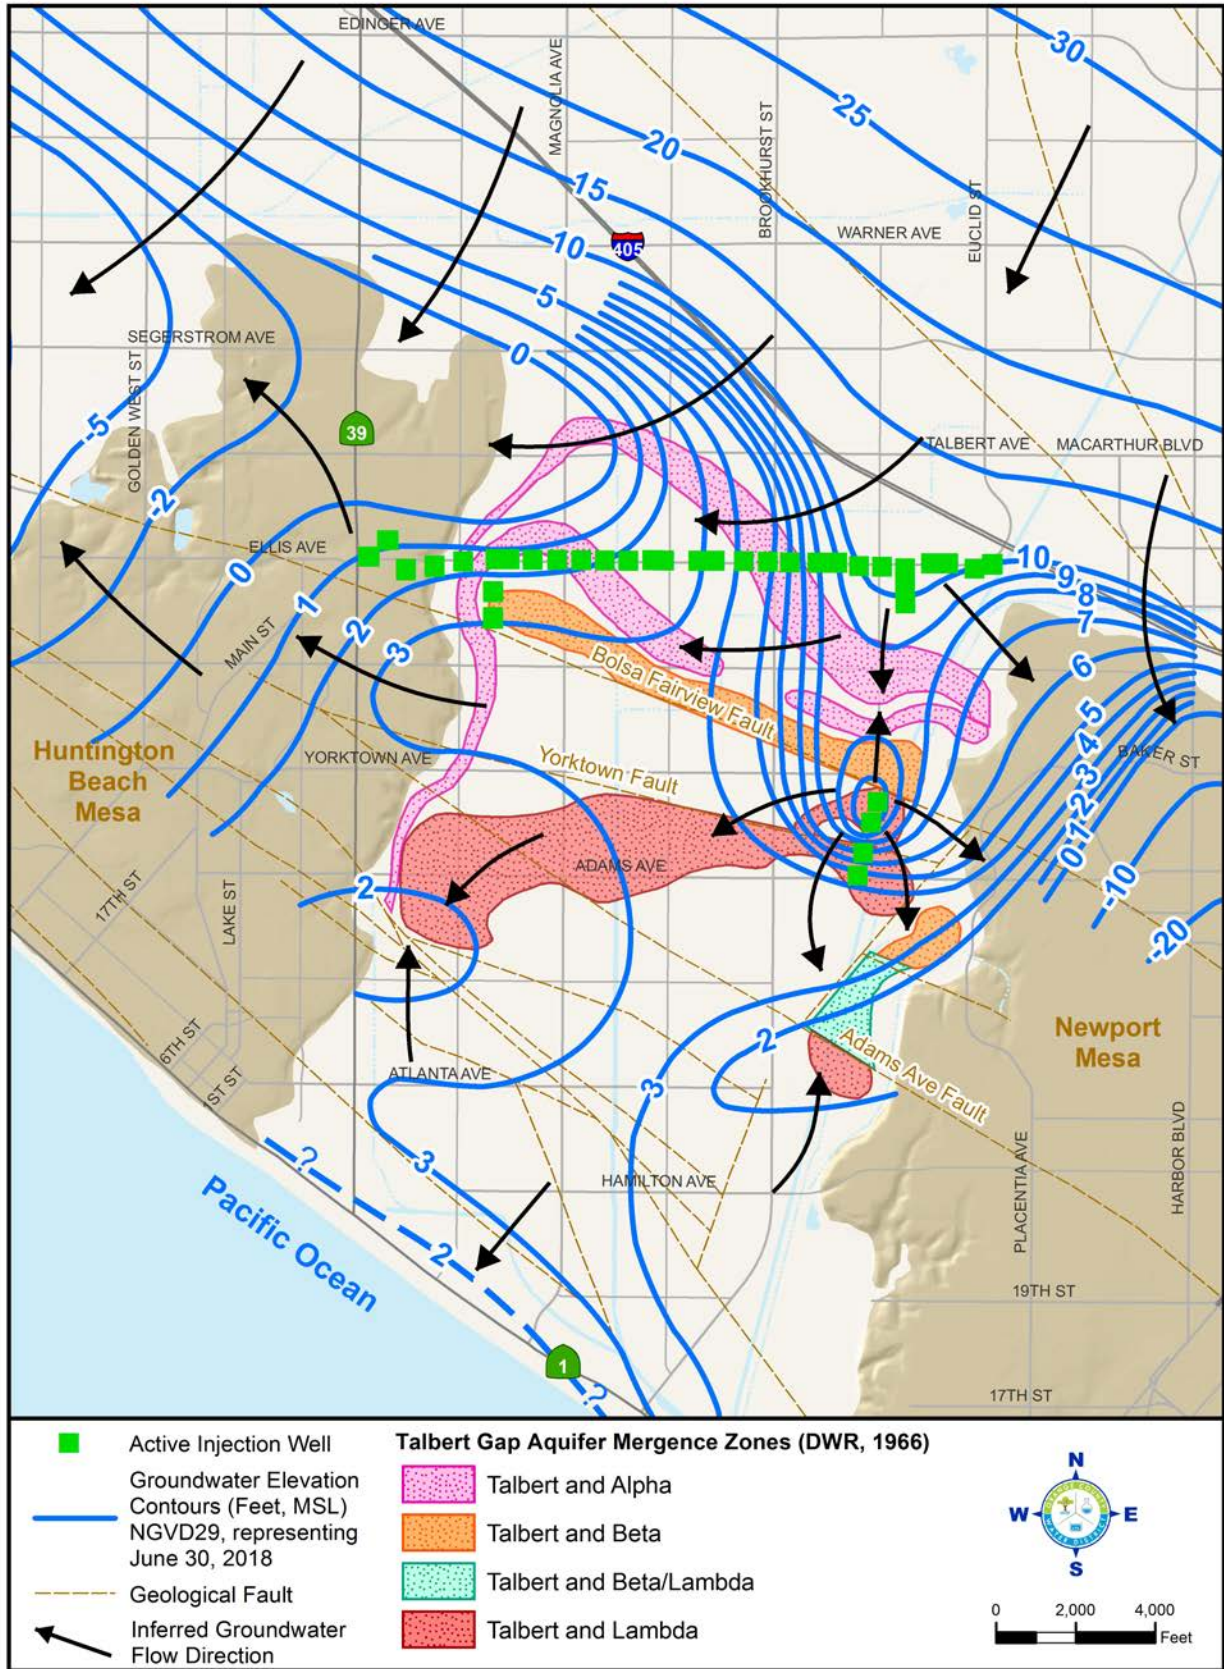 EDINGER AVE
MAGNOLIA AVE
30
25
20
BROOKHURST ST
EUCLID ST
15
WARNER AVE
10
405
5
SEGERSTROM AVE
0
GOLDEN WEST ST
-5
39
TALBERT AVE
MACARTHUR BLVD
-2
ELLIS AVE
0
1
2
3
10
9
8
7
6
5
4
3
2
1
0
-10
-20
MAIN ST
Bolsa Fairview Fault
Huntington
Beach
Mesa
YORKTOWN AVE
Yorktown Fault
BAKER ST
ADAMS AVE
17TH ST
LAKE ST
2
6TH ST
1ST ST
ATLANTA AVE
2
3
Adams Ave Fault
Newport
Mesa
PLACENTIA AVE
HARBOR BLVD
?
3
HAMILTON AVE
Pacific Ocean
2
19TH ST
1
?
17TH ST
Active Injection Well
Groundwater Elevation
Contours (Feet, MSL)
NGVD29, representing
June 30, 2018
Geological Fault
Inferred Groundwater
Flow Direction
Talbert Gap Aquifer Mergence Zones (DWR, 1966)
Talbert and Alpha
Talbert and Beta
Talbert and Beta/Lambda
Talbert and Lambda
N
W
E
S
ORANGE COUNTY
WATER DISTRICT
0 2,000 4,000
Feet